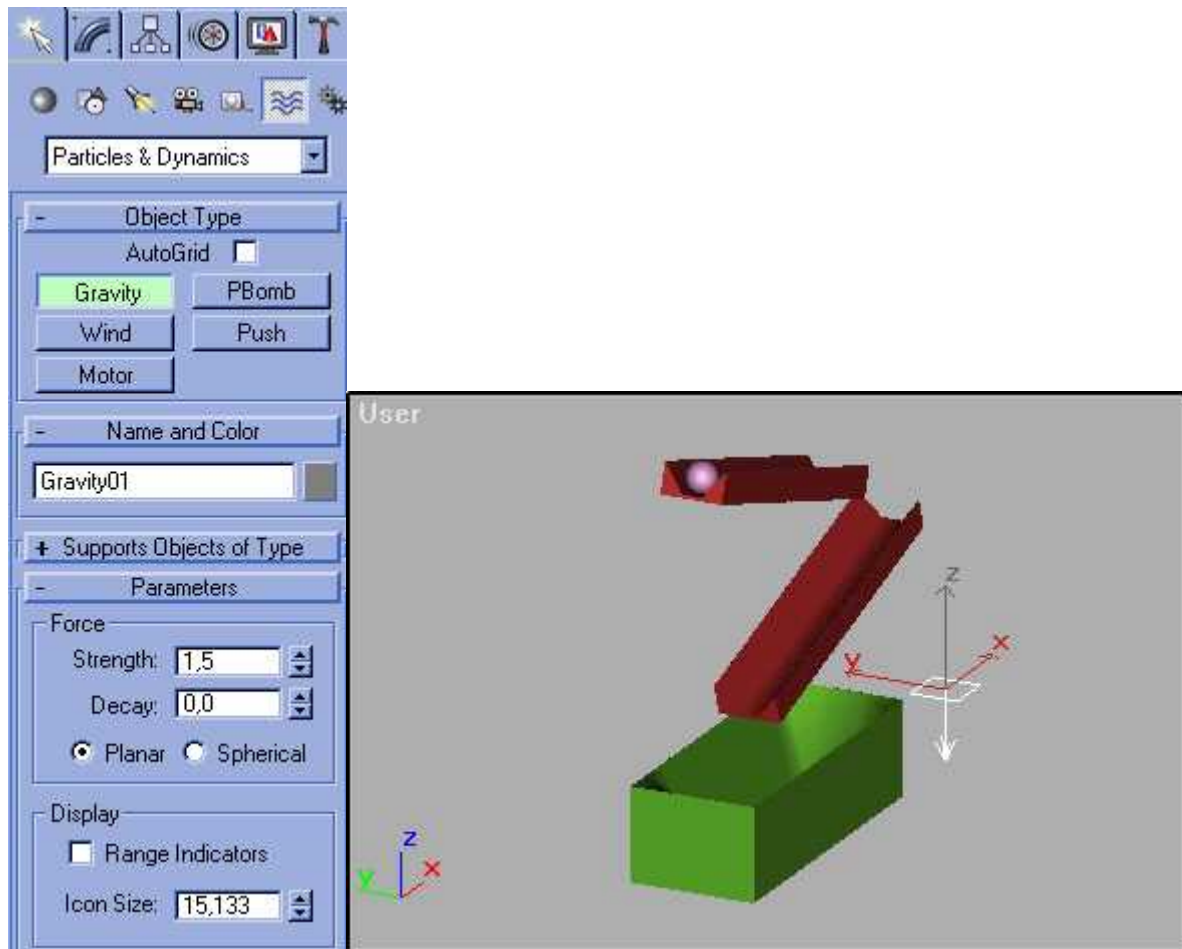 Particles & Dynamics
- Object Type
AutoGrid
Gravity PBomb
Wind Push
Motor
- Name and Color
Gravity01
+ Supports Objects of Type
- Parameters
Force
Strength: 1,5
Decay: 0,0
Planar Spherical
Display
Range Indicators
Icon Size: 15,133
User
z
x
y
z
x
y